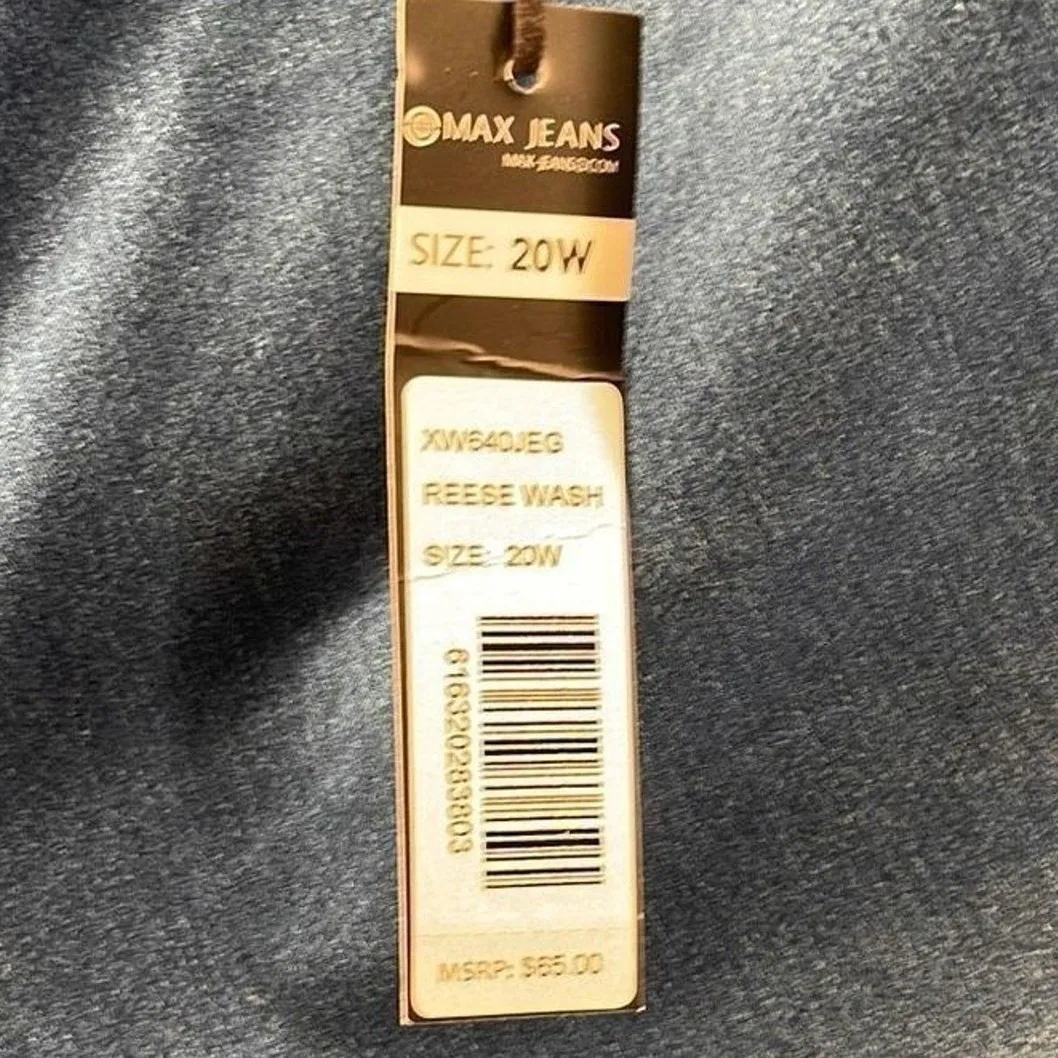 MAX JEANS
MAX-JEANS.COM
SIZE: 20W
XW640JEG
REESE WASH
SIZE: 20W
616320283803
MSRP: $65.00